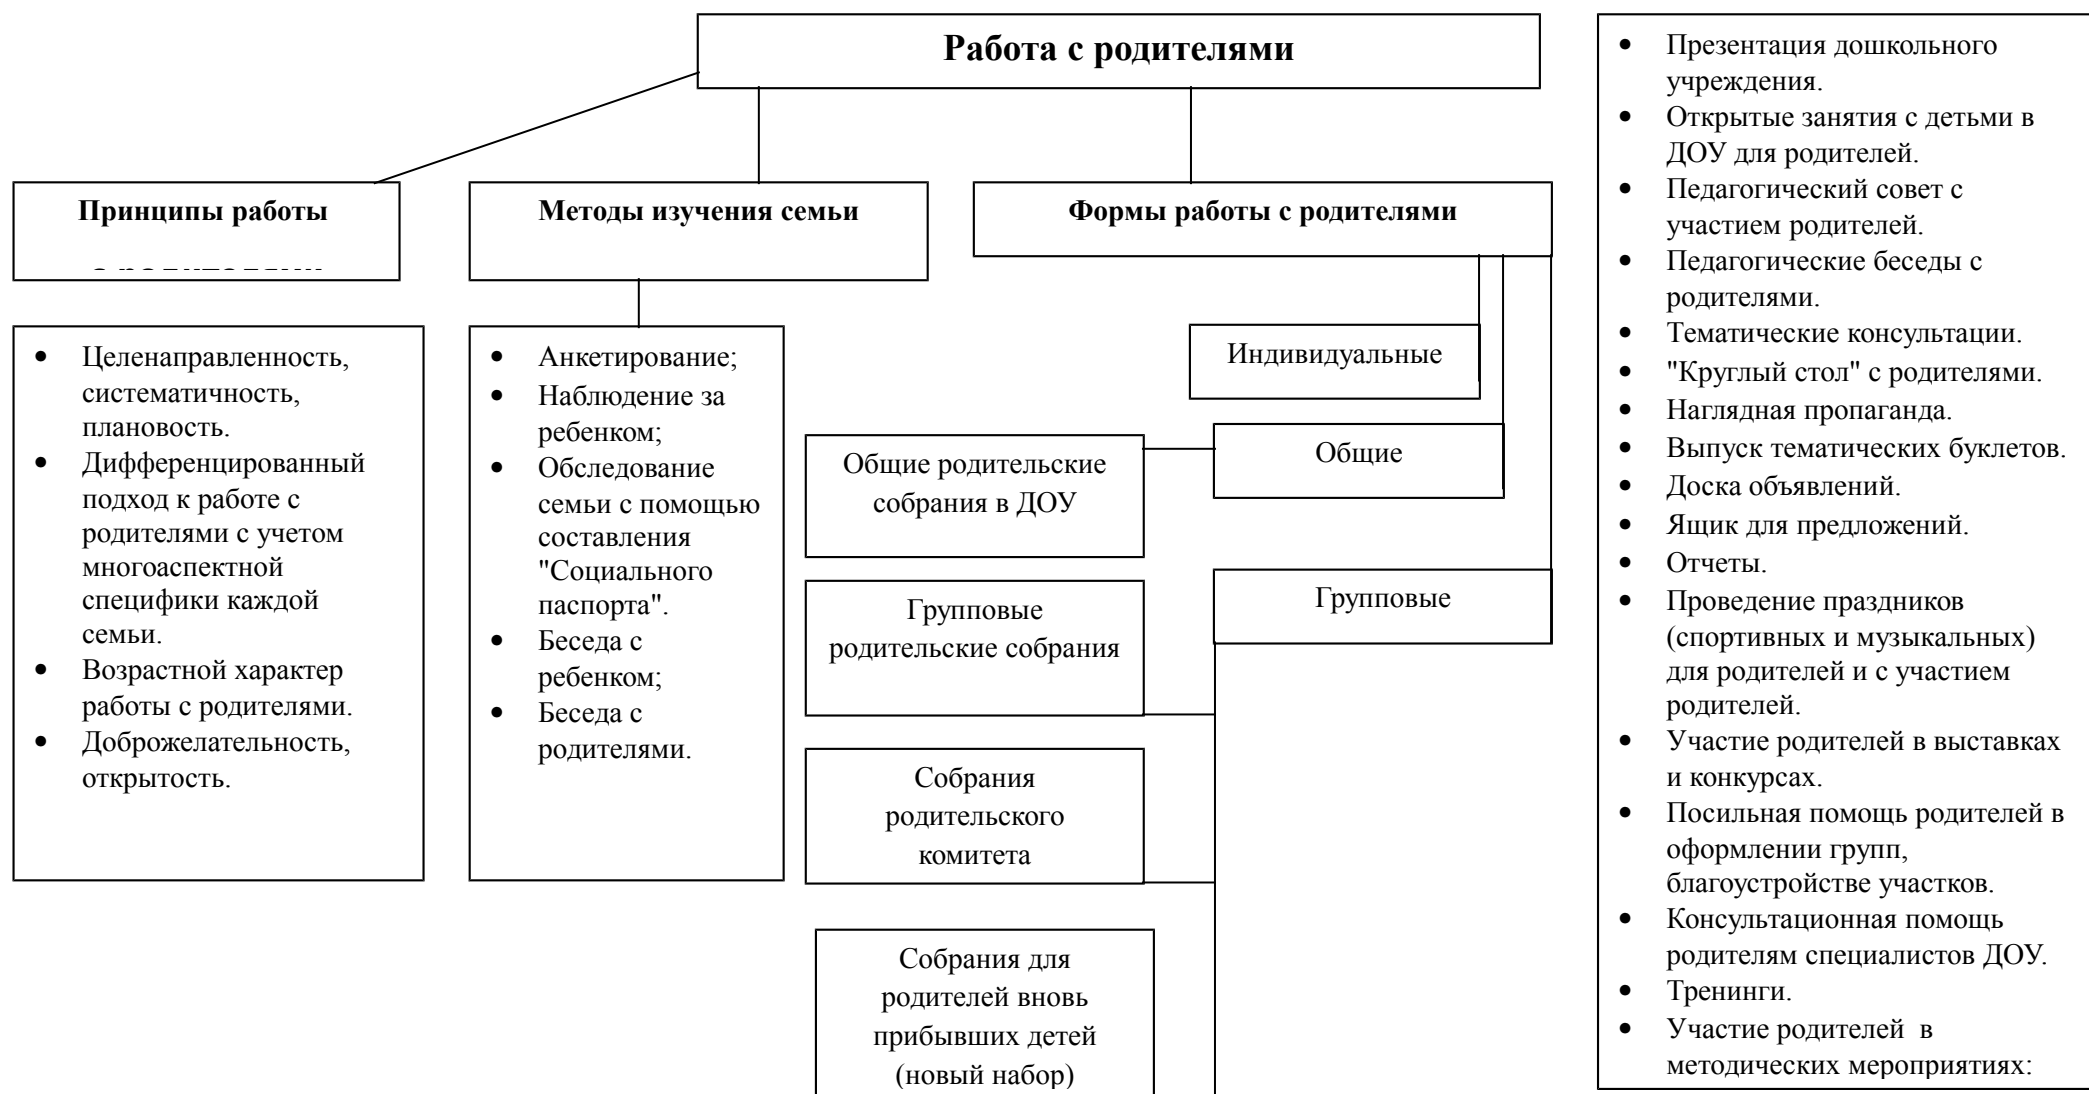 Работа с родителями
Принципы работы
Методы изучения семьи
Формы работы с родителями
• Целенаправленность,
систематичность,
плановость.
• Дифференцированный
подход к работе с
родителями с учетом
многоаспектной
специфики каждой
семьи.
• Возрастной характер
работы с родителями.
• Доброжелательность,
открытость.
• Анкетирование;
• Наблюдение за
ребенком;
• Обследование
семьи с помощью
составления
"Социального
паспорта".
• Беседа с
ребенком;
• Беседа с
родителями.
Индивидуальные
Общие
Общие родительские
собрания в ДОУ
Групповые
Групповые
родительские собрания
Собрания
родительского
комитета
Собрания для
родителей вновь
прибывших детей
(новый набор)
• Презентация дошкольного
учреждения.
• Открытые занятия с детьми в
ДОУ для родителей.
• Педагогический совет с
участием родителей.
• Педагогические беседы с
родителями.
• Тематические консультации.
• "Круглый стол" с родителями.
• Наглядная пропаганда.
• Выпуск тематических буклетов.
• Доска объявлений.
• Ящик для предложений.
• Отчеты.
• Проведение праздников
(спортивных и музыкальных)
для родителей и с участием
родителей.
• Участие родителей в выставках
и конкурсах.
• Посильная помощь родителей в
оформлении групп,
благоустройстве участков.
• Консультационная помощь
родителям специалистов ДОУ.
• Тренинги.
• Участие родителей в
методических мероприятиях: